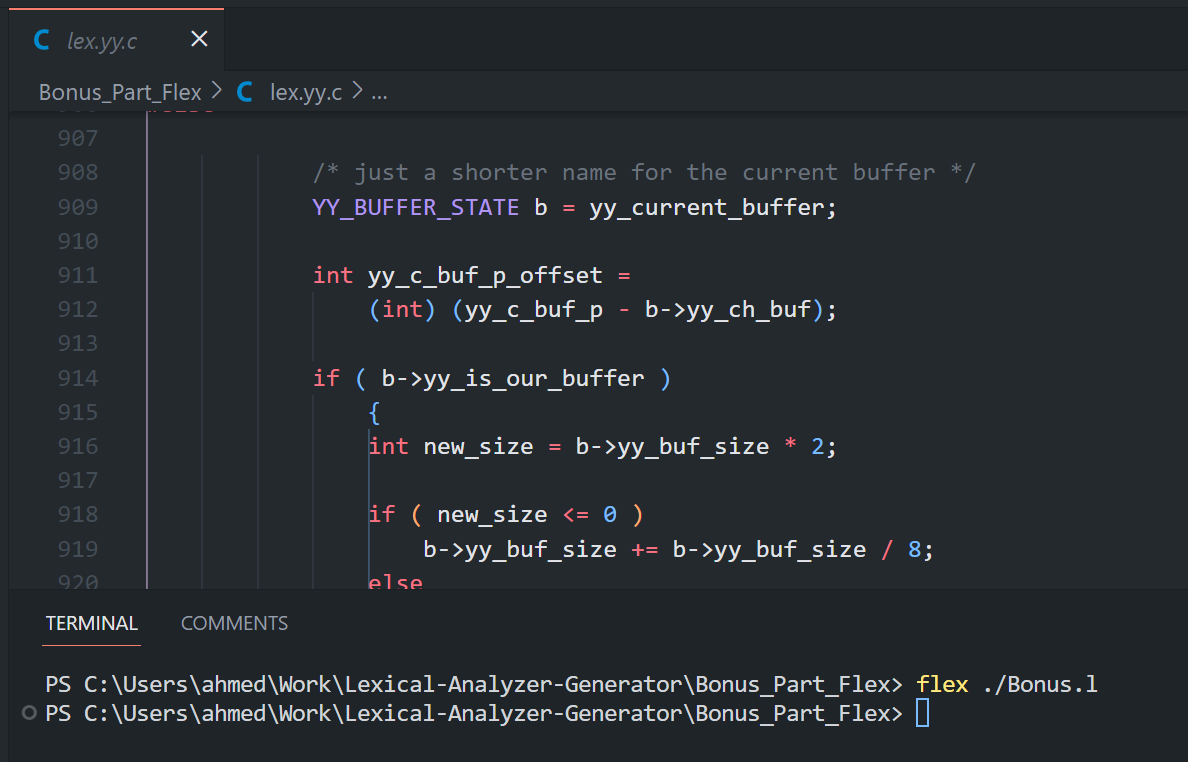 lex.yy.c
Bonus_Part_Flex > C lex.yy.c > ...
907
908 /* just a shorter name for the current buffer */
909 YY_BUFFER_STATE b = yy_current_buffer;
910
911 int yy_c_buf_p_offset =
912 (int) (yy_c_buf_p - b->yy_ch_buf);
913
914 if ( b->yy_is_our_buffer )
915 {
916 int new_size = b->yy_buf_size * 2;
917
918 if ( new_size <= 0 )
919 b->yy_buf_size += b->yy_buf_size / 8;
920 else
TERMINAL COMMENTS
PS C:\Users\ahmed\Work\Lexical-Analyzer-Generator\Bonus_Part_Flex> flex ./Bonus.l
PS C:\Users\ahmed\Work\Lexical-Analyzer-Generator\Bonus_Part_Flex>